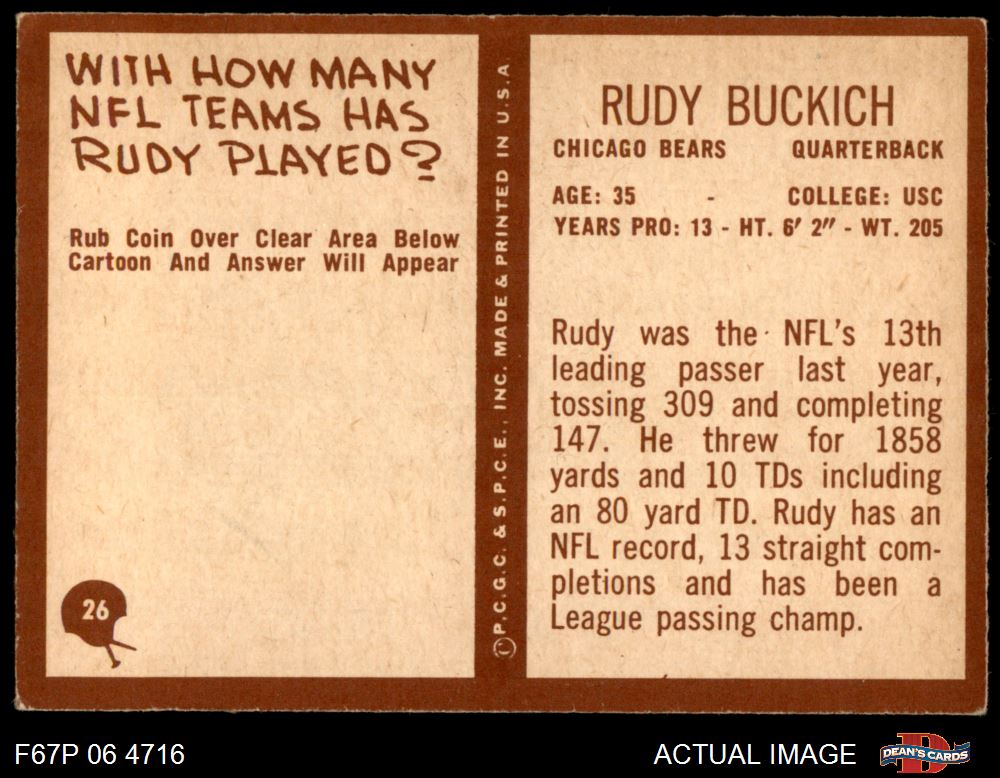 WITH HOW MANY
NFL TEAMS HAS
RUDY PLAYED?
Rub Coin Over Clear Area Below
Cartoon And Answer Will Appear
26
Ⓒ P.C.G.C. & S.P.C.E., INC. MADE & PRINTED IN U.S.A
RUDY BUCKICH
CHICAGO BEARS QUARTERBACK
AGE: 35 - COLLEGE: USC
YEARS PRO: 13 - HT. 6′ 2″ - WT. 205
Rudy was the NFL's 13th
leading passer last year,
tossing 309 and completing
147. He threw for 1858
yards and 10 TDs including
an 80 yard TD. Rudy has an
NFL record, 13 straight com-
pletions and has been a
League passing champ.
F67P 06 4716
ACTUAL IMAGE
D
DEAN'S CARDS